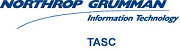 NORTHROP GRUMMAN
Information Technology
TASC